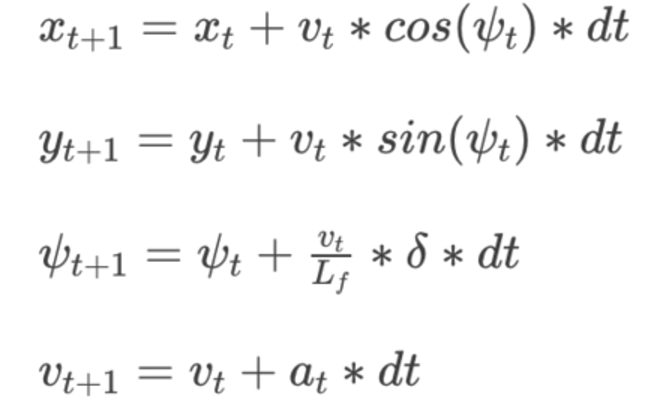 x_{t+1} = x_t + v_t * cos(ψ_t) * dt
y_{t+1} = y_t + v_t * sin(ψ_t) * dt
ψ_{t+1} = ψ_t + \frac{v_t}{L_f} * δ * dt
v_{t+1} = v_t + a_t * dt